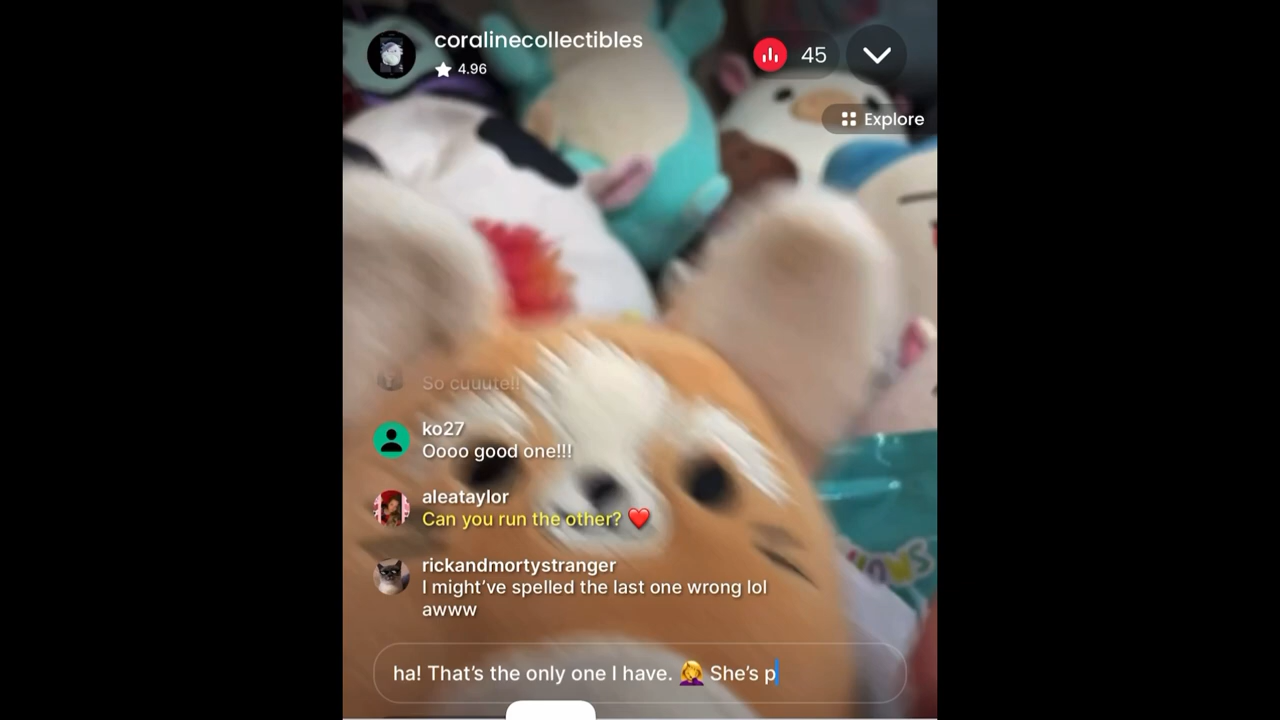 coralinecollectibles
4.96
45
Explore
So cuuute!!
ko27
Oooo good one!!!
aleataylor
Can you run the other? ❤️
rickandmortystranger
I might’ve spelled the last one wrong lol
awww
ha! That’s the only one I have. 🤦‍♀️ She’s p